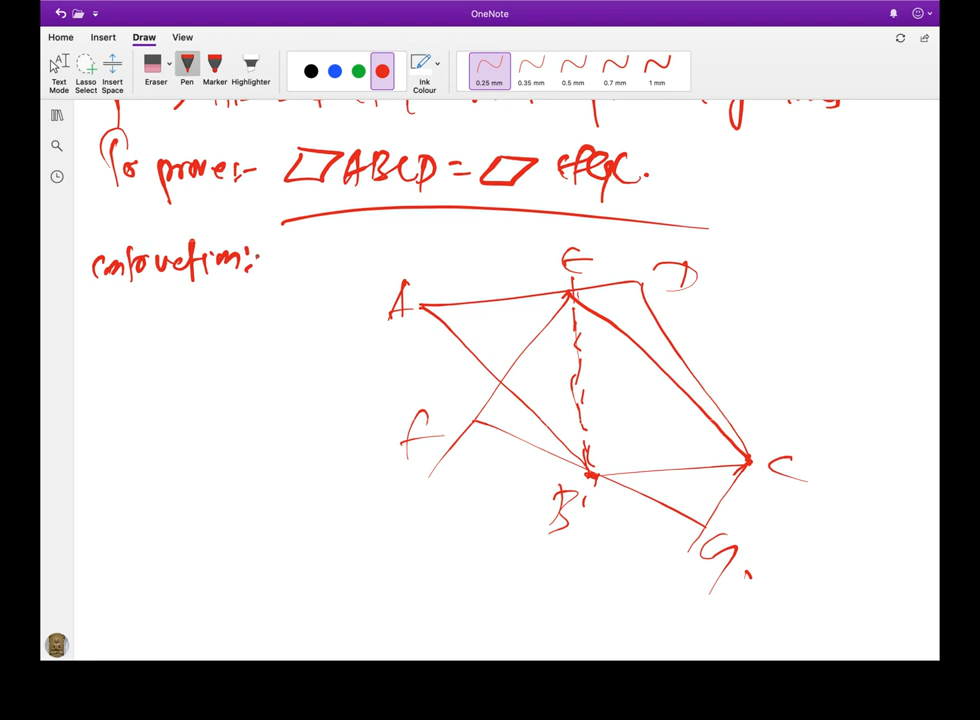 OneNote
Home Insert Draw View
Text Mode Lasso Select Insert Space Eraser Pen Marker Highlighter Ink Colour 0.25 mm 0.35 mm 0.5 mm 0.7 mm 1 mm
To prove:- ▱ABCD = ▱ EFGC.
E
D
A
F
C
B
G.